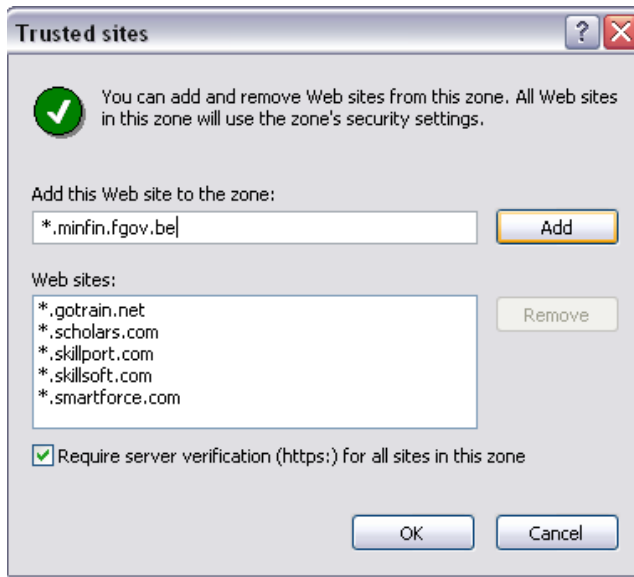 Trusted sites
You can add and remove Web sites from this zone. All Web sites
in this zone will use the zone's security settings.
Add this Web site to the zone:
*.minfin.fgov.be
Add
Web sites:
*.gotrain.net
*.scholars.com
*.skillport.com
*.skillsoft.com
*.smartforce.com
Remove
Require server verification (https:) for all sites in this zone
OK
Cancel